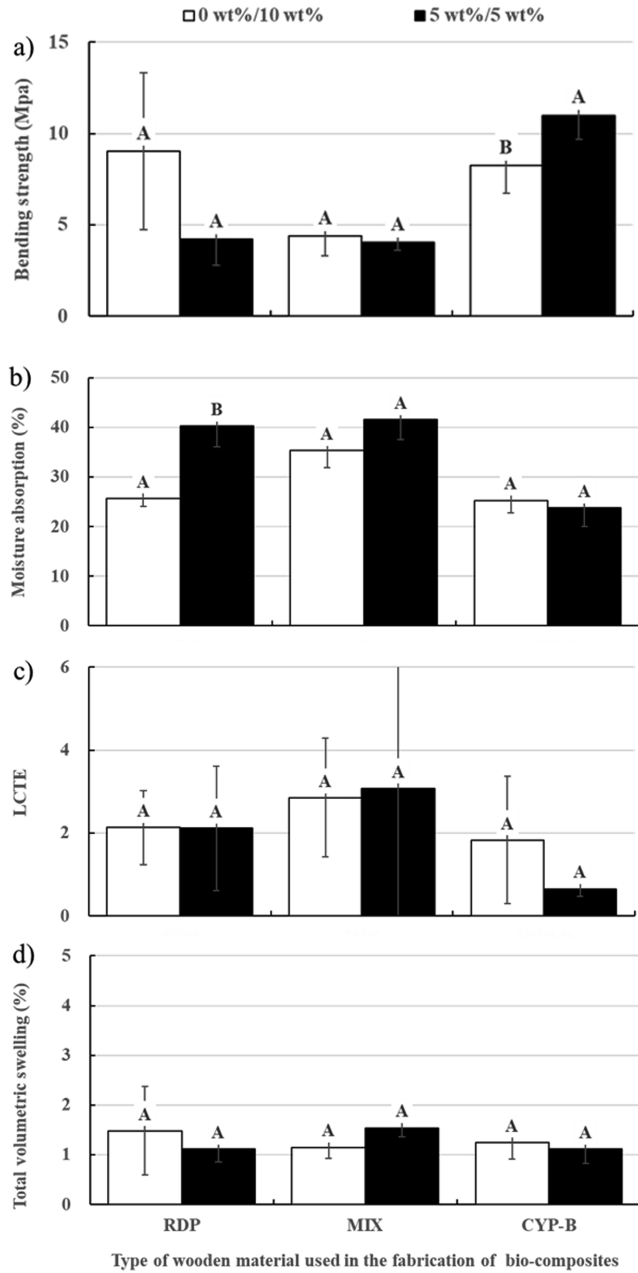 0 wt%/10 wt% 5 wt%/5 wt%
a)
Bending strength (Mpa)
15
10
5
0
A A A A B A
b)
Moisture absorption (%)
50
40
30
20
10
0
A B A A A A
c)
LCTE
6
4
2
0
A A A A A A
d)
Total volumetric swelling (%)
5
4
3
2
1
0
A A A A A A
RDP MIX CYP-B
Type of wooden material used in the fabrication of bio-composites